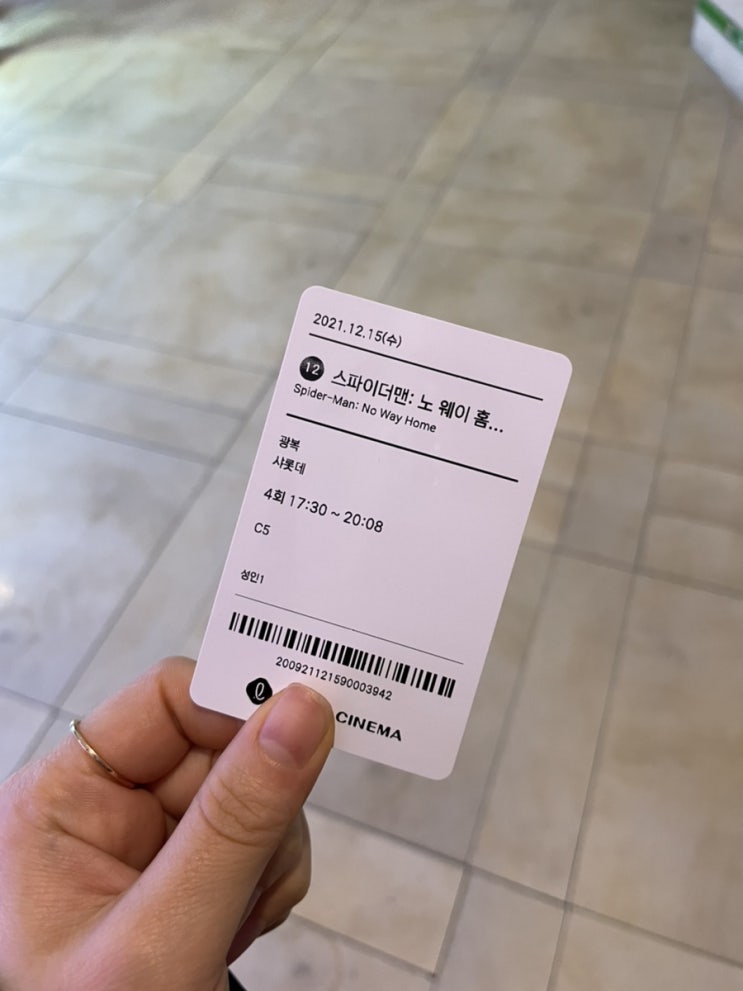 2021.12.15(수)
12 스파이더맨: 노 웨이 홈...
Spider-Man: No Way Home
광복
샤롯데
4회 17:30 ~ 20:08
C5
성인1
200921121590003942
CINEMA